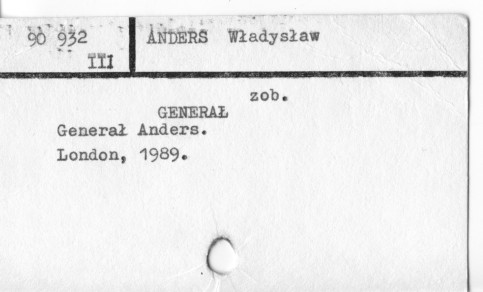 90 932 ANDERS Władysław
III
zob.
GENERAŁ
Generał Anders.
London, 1989.